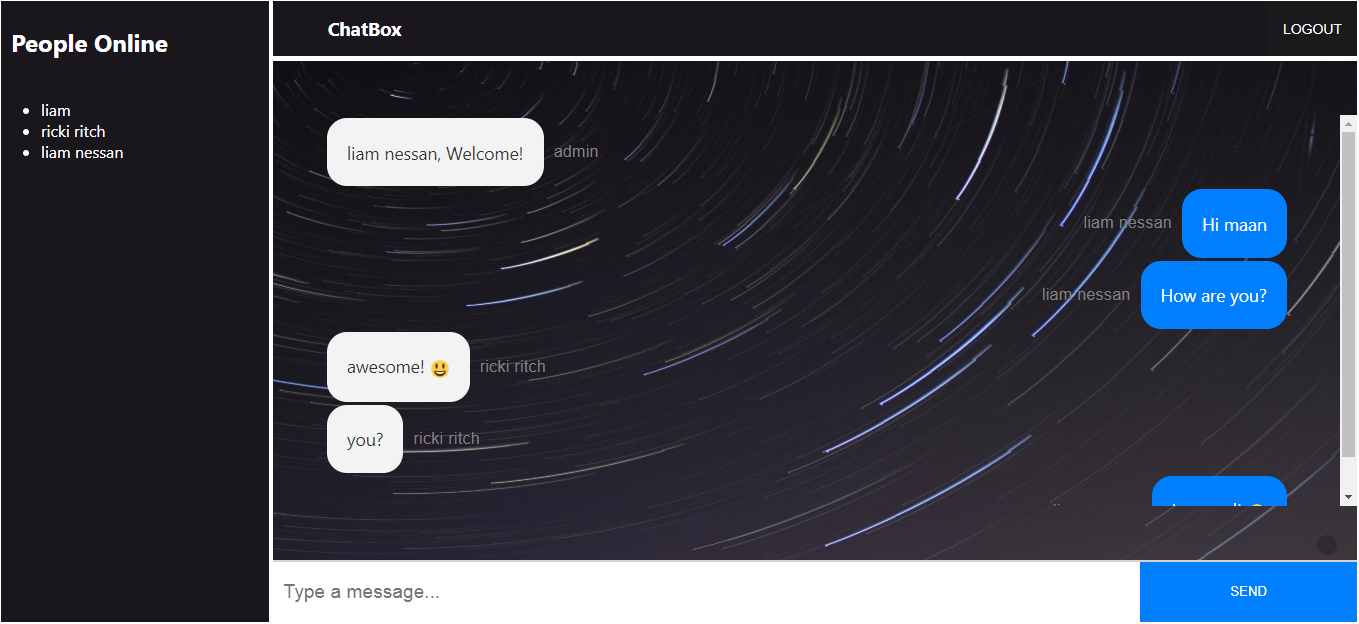 People Online
liam
ricki ritch
liam nessan
ChatBox
LOGOUT
liam nessan, Welcome!
admin
liam nessan
Hi maan
liam nessan
How are you?
awesome! 😃
ricki ritch
you?
ricki ritch
Type a message...
SEND